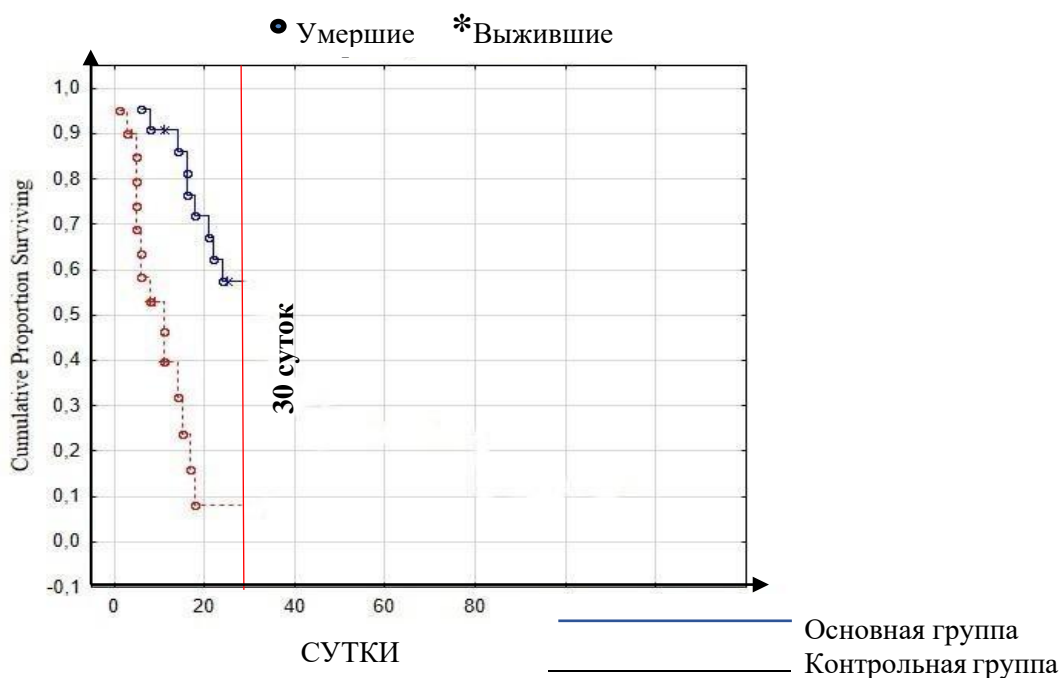 Умершие *Выжившие
1,0
0,9
0,8
0,7
0,6
0,5
0,4
0,3
0,2
0,1
0,0
-0,1
Cumulative Proportion Surviving
30 суток
0 20 40 60 80
СУТКИ
Основная группа
Контрольная группа